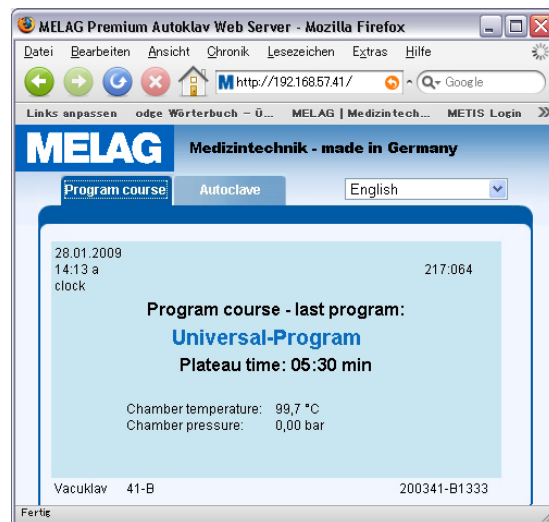 MELAG Premium Autoklav Web Server - Mozilla Firefox
Datei Bearbeiten Ansicht Chronik Lesezeichen Extras Hilfe
M http://192.168.57.41/ Google
Links anpassen odge Wörterbuch – Ü... MELAG | Medizintech... METIS Login
MELAG Medizintechnik - made in Germany
Program course Autoclave English
28.01.2009
14:13 a 217:064
clock
Program course - last program:
Universal-Program
Plateau time: 05:30 min
Chamber temperature: 99,7 °C
Chamber pressure: 0,00 bar
Vacuklav 41-B 200341-B1333
Fertig